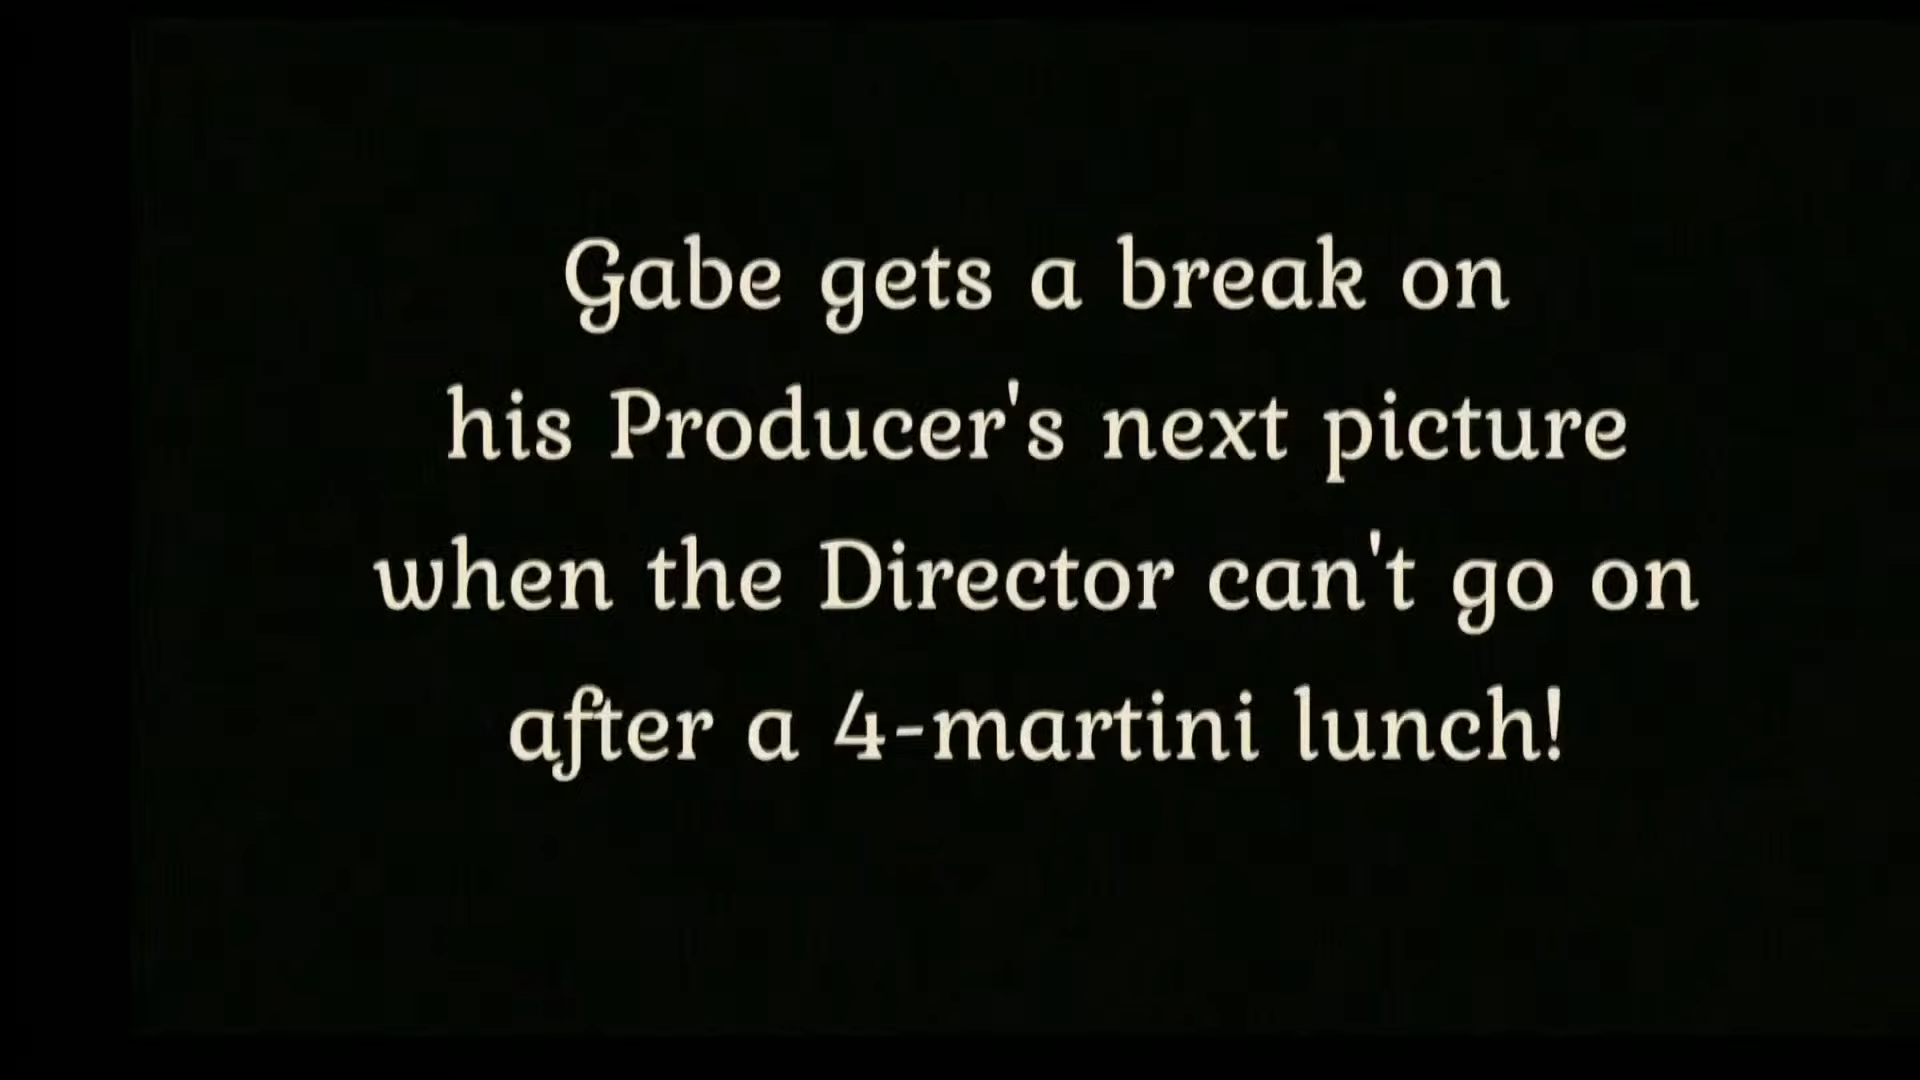 Gabe gets a break on
his Producer's next picture
when the Director can't go on
after a 4-martini lunch!